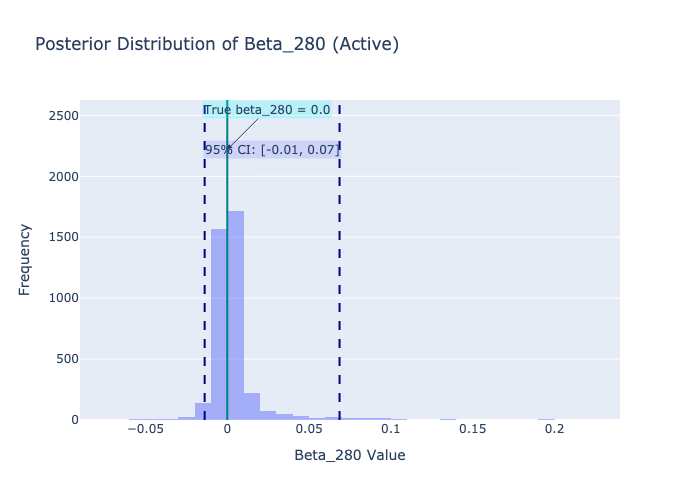 Posterior Distribution of Beta_280 (Active)
2500
True beta_280 = 0.0
95% CI: [-0.01, 0.07]
2000
1500
1000
500
0
Frequency
−0.05
0
0.05
0.1
0.15
0.2
Beta_280 Value